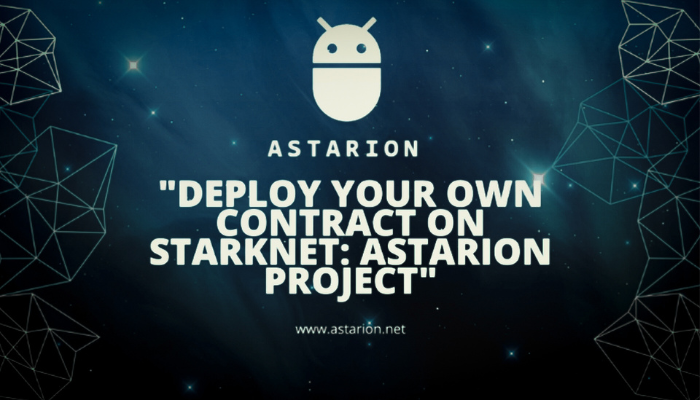 ASTARION
"DEPLOY YOUR OWN
CONTRACT ON
STARKNET: ASTARION
PROJECT"
www.astarion.net